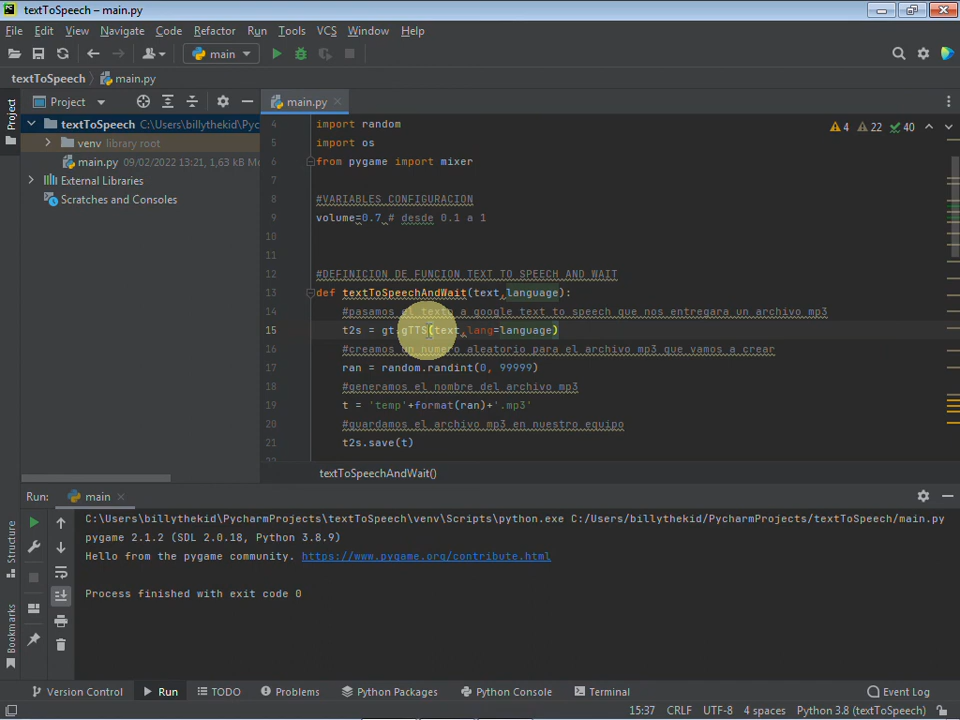 textToSpeech – main.py
File Edit View Navigate Code Refactor Run Tools VCS Window Help
main
textToSpeech main.py
Project
main.py
Project
textToSpeech C:\Users\billythekid\Pyc
venv library root
main.py 09/02/2022 13:21, 1,63 kB
External Libraries
Scratches and Consoles
4 22 40
4 import random
5 import os
6 from pygame import mixer
7
8 #VARIABLES CONFIGURACION
9 volume=0.7 # desde 0.1 a 1
10
11
12 #DEFINICION DE FUNCION TEXT TO SPEECH AND WAIT
13 def textToSpeechAndWait(text,language):
14 #pasamos el texto a google text to speech que nos entregara un archivo mp3
15 t2s = gt.gTTS(text,lang=language)
16 #creamos un numero aleatorio para el archivo mp3 que vamos a crear
17 ran = random.randint(0, 99999)
18 #generamos el nombre del archivo mp3
19 t = 'temp'+format(ran)+'.mp3'
20 #guardamos el archivo mp3 en nuestro equipo
21 t2s.save(t)
textToSpeechAndWait()
Run: main
C:\Users\billythekid\PycharmProjects\textToSpeech\venv\Scripts\python.exe C:/Users/billythekid/PycharmProjects/textToSpeech/main.py
pygame 2.1.2 (SDL 2.0.18, Python 3.8.9)
Hello from the pygame community. https://www.pygame.org/contribute.html
Process finished with exit code 0
Structure
Bookmarks
Version Control Run TODO Problems Python Packages Python Console Terminal Event Log
15:37 CRLF UTF-8 4 spaces Python 3.8 (textToSpeech)